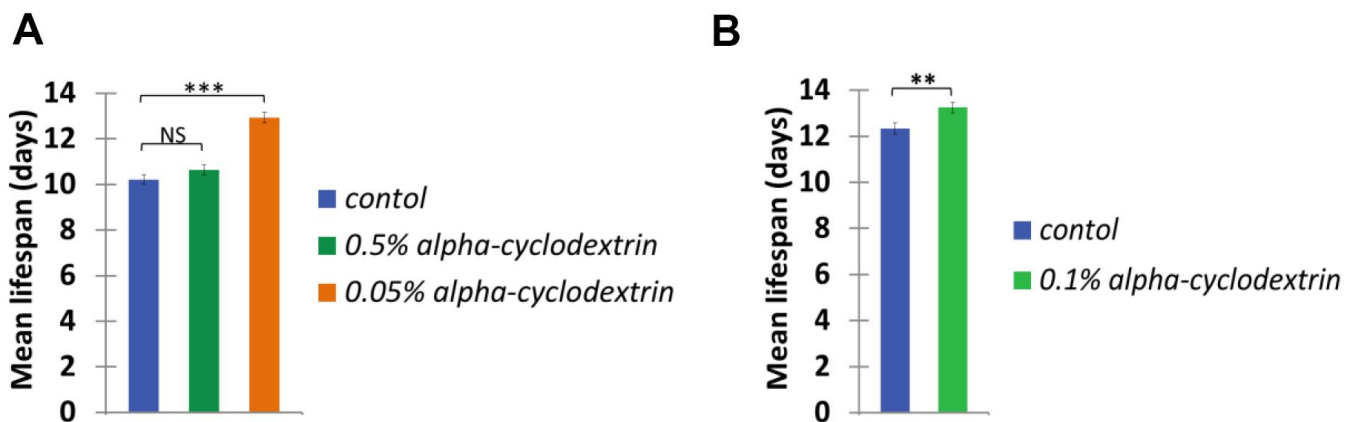 A
B
Mean lifespan (days)
14
12
10
8
6
4
2
0
***
NS
contol
0.5% alpha-cyclodextrin
0.05% alpha-cyclodextrin
Mean lifespan (days)
14
12
10
8
6
4
2
0
**
contol
0.1% alpha-cyclodextrin